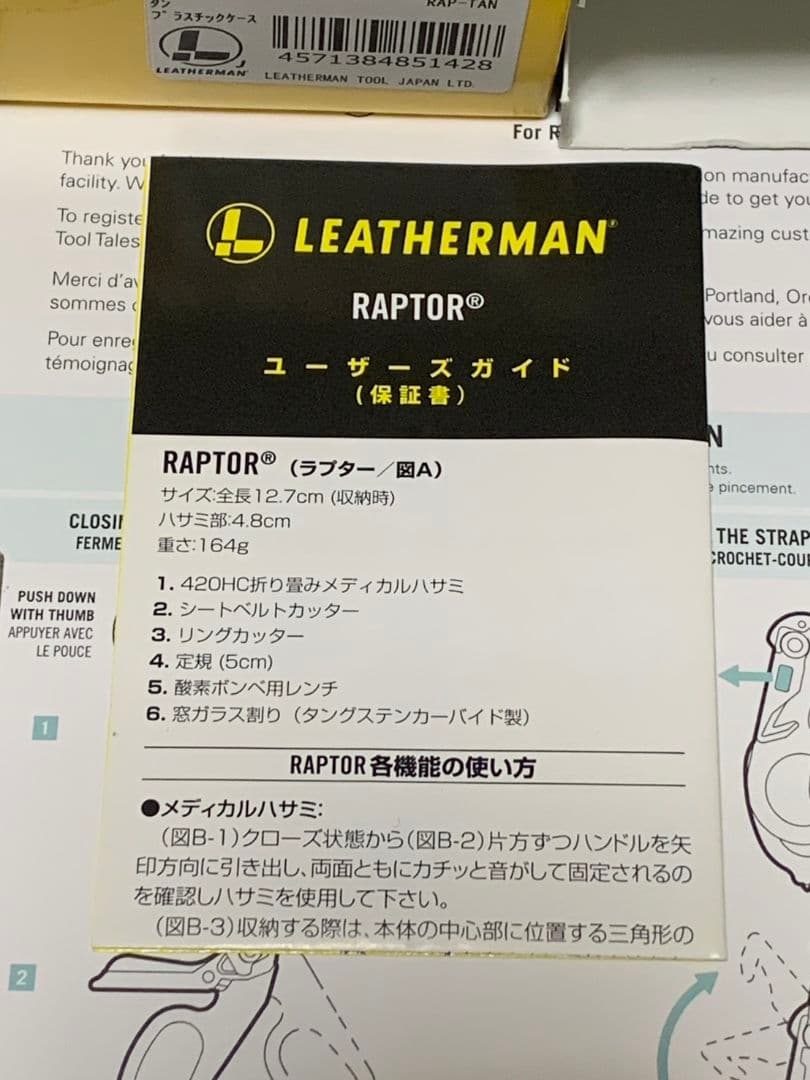 タン
プラスチックケース
RAP-TAN
4571384851428
LEATHERMAN
LEATHERMAN TOOL JAPAN LTD.
For
Thank you
facility.
To registe
Tool Tales
Merci d'a
sommes
Pour enre
témoigna
on manufac
de to get you
mazing cust
Portland, Or
vous aider à
u consulter
LEATHERMAN
RAPTOR®
ユーザーズガイド
(保証書)
RAPTOR® (ラプター/図A)
サイズ:全長12.7cm (収納時)
ハサミ部:4.8cm
重さ:164g
1. 420HC折り畳みメディカルハサミ
2. シートベルトカッター
3. リングカッター
4. 定規 (5cm)
5. 酸素ボンベ用レンチ
6. 窓ガラス割り (タングステンカーバイド製)
RAPTOR各機能の使い方
●メディカルハサミ:
(図B-1)クローズ状態から(図B-2)片方ずつハンドルを矢
印方向に引き出し、両面ともにカチッと音がして固定されるの
を確認しハサミを使用して下さい。
(図B-3)収納する際は、本体の中心部に位置する三角形の
CLOSI
FERME
PUSH DOWN
WITH THUMB
APPUYER AVEC
LE POUCE
1
2
N
nts.
pincement.
THE STRAP
CROCHET-COU